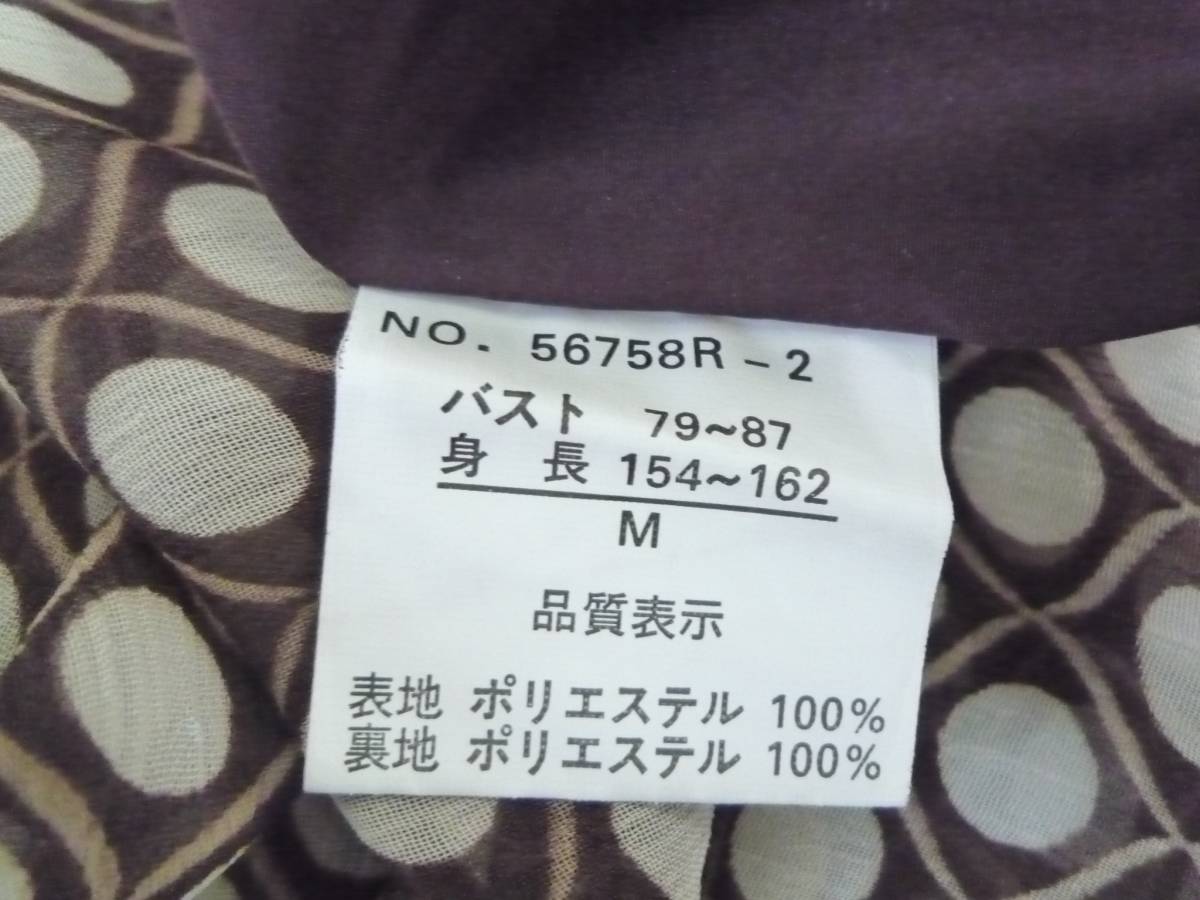 NO. 56758R-2
バスト 79~87
身長 154~162
M
品質表示
表地 ポリエステル 100%
裏地 ポリエステル 100%